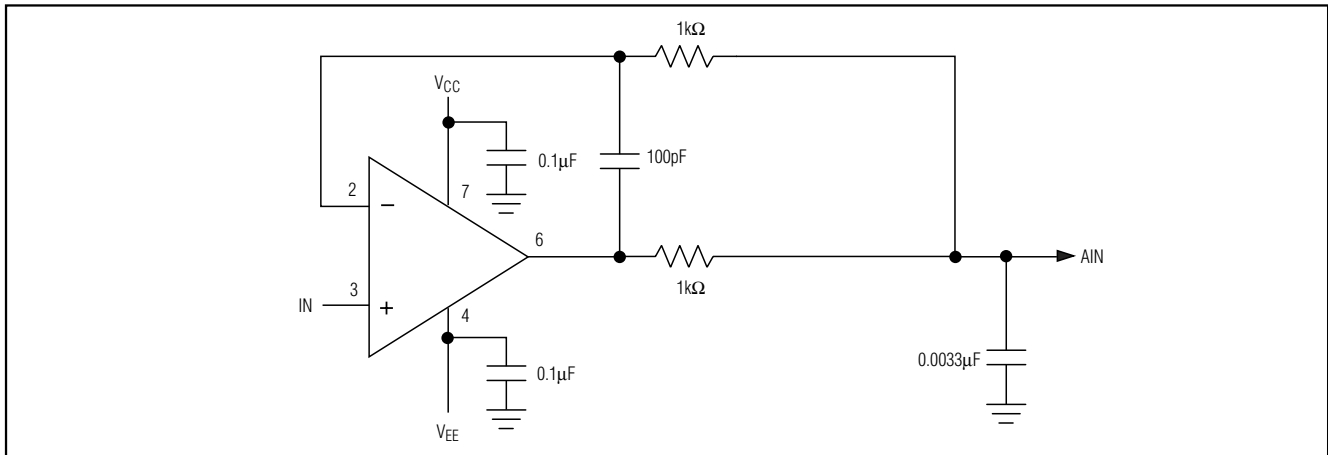 1kΩ
VCC
0.1µF
100pF
2
7
−
6
AIN
1kΩ
IN
3
+
4
0.1µF
0.0033µF
VEE